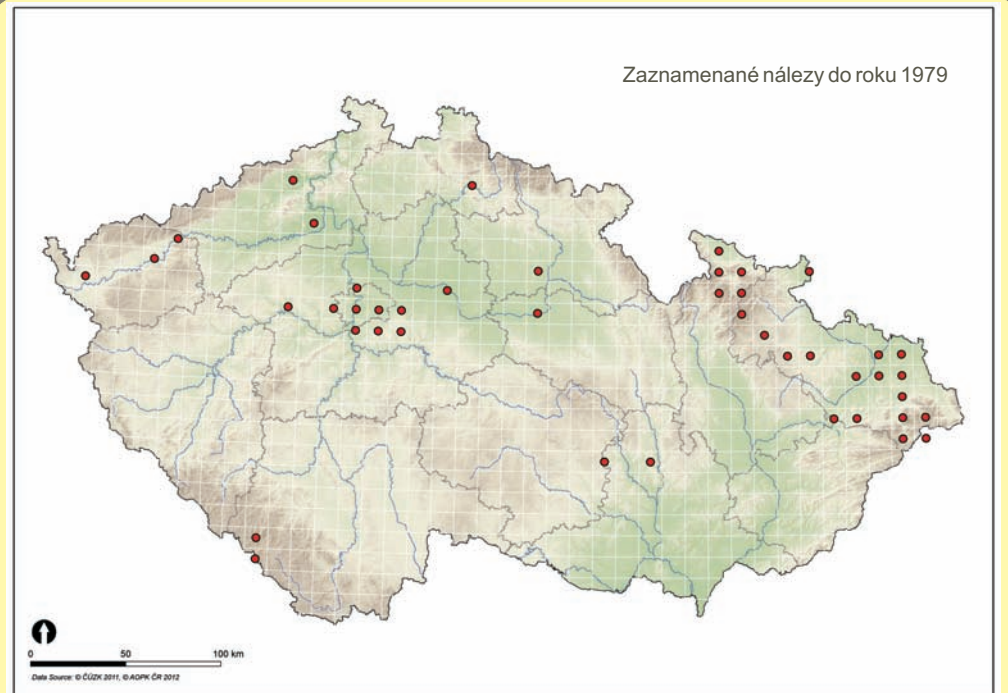 Zaznamenané nálezy do roku 1979
0 50 100 km
Data Source: © ČÚZK 2011, © AOPK ČR 2012